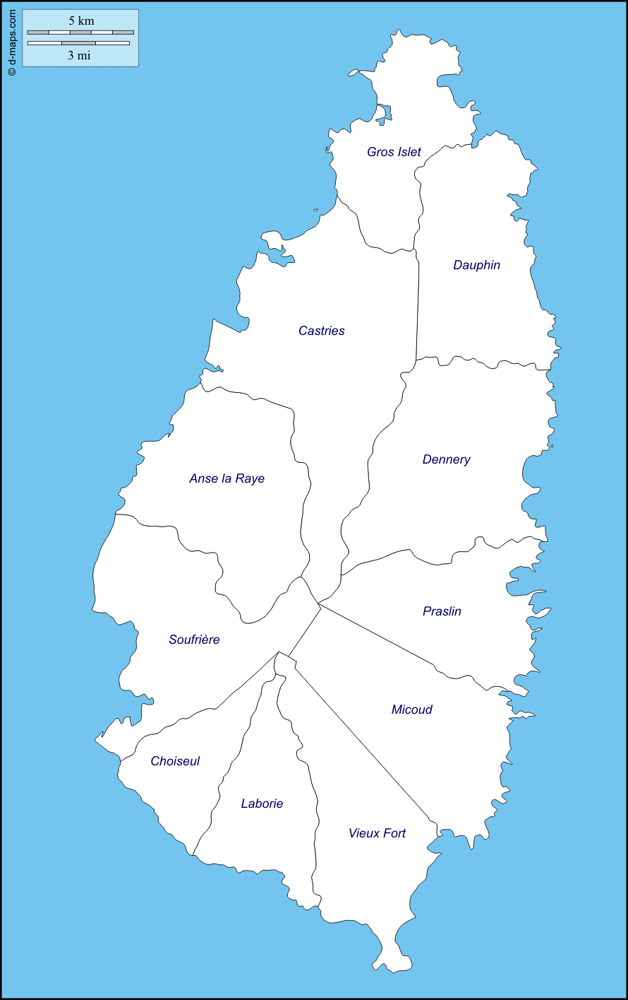 © d-maps.com
5 km
3 mi
Gros Islet
Dauphin
Castries
Dennery
Anse la Raye
Praslin
Soufrière
Micoud
Choiseul
Laborie
Vieux Fort